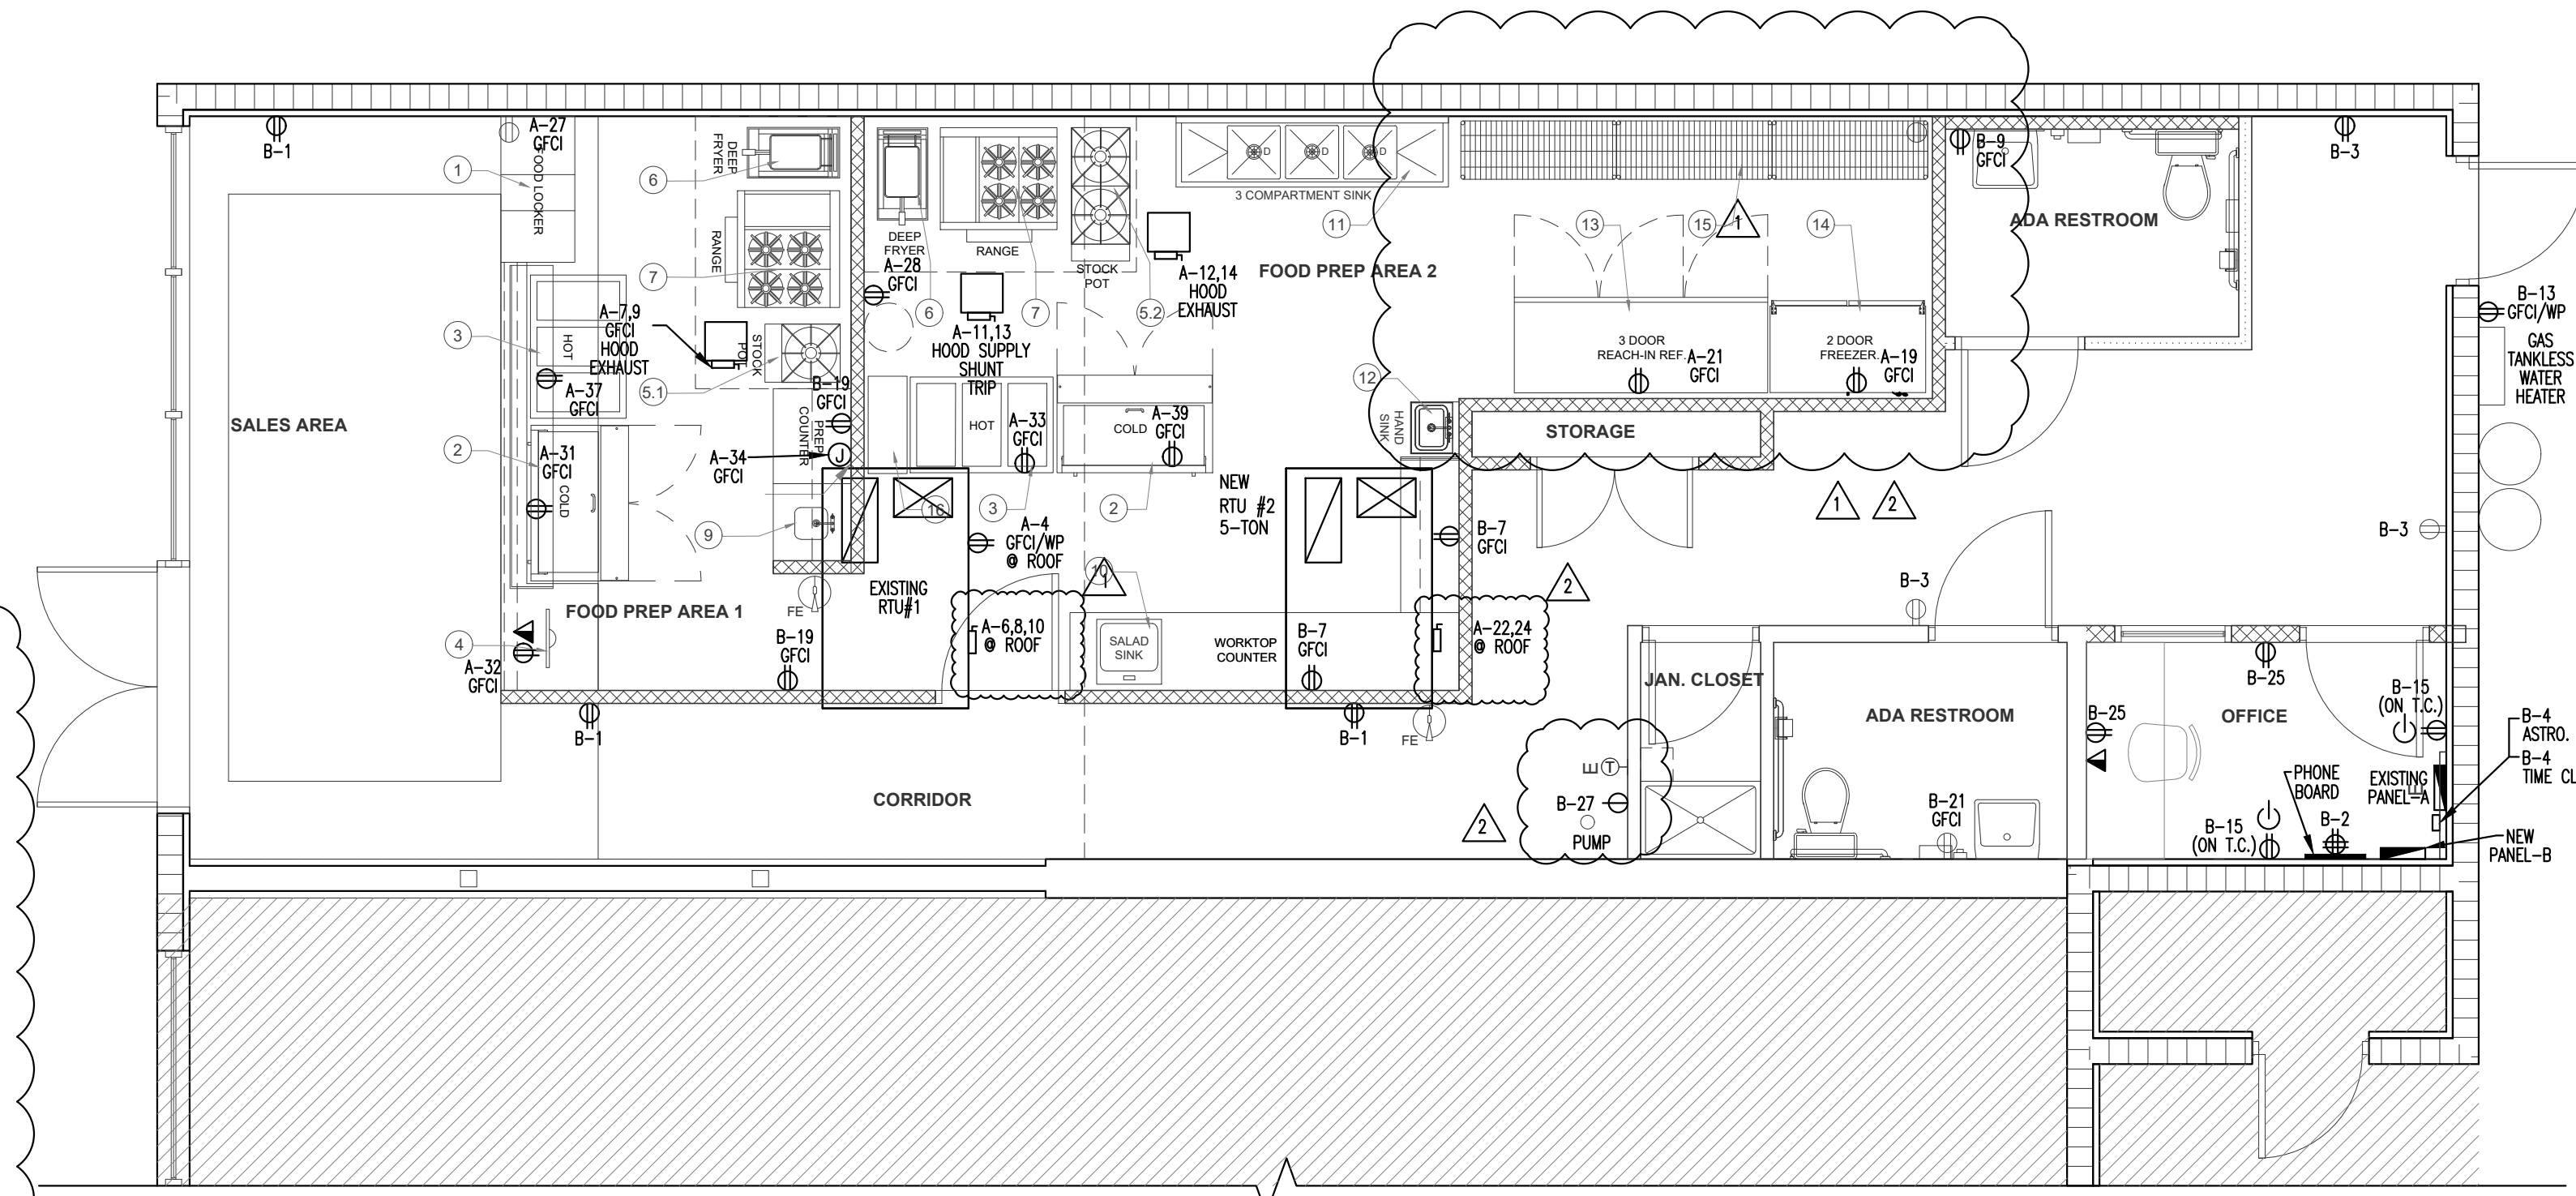 B-1
1
A-27
GFCI
FOOD LOCKER
DEEP
FRYER
6
RANGE
7
3
HOT
A-7,9
GFCI
HOOD
EXHAUST
A-37
GFCI
STOCK
POT
5.1
SALES AREA
2
A-31
GFCI
COLD
B-19
GFCI
PREP
COUNTER
A-34
GFCI
J
9
FOOD PREP AREA 1
FE
4
A-32
GFCI
B-19
GFCI
B-1
DEEP
FRYER
A-28
GFCI
6
RANGE
7
STOCK
POT
5.2
A-12,14
HOOD
EXHAUST
A-11,13
HOOD SUPPLY
SHUNT
TRIP
HOT
A-33
GFCI
COLD
A-39
GFCI
16
3
2
A-4
GFCI/WP
@ ROOF
EXISTING
RTU#1
A-6,8,10
@ ROOF
10
1
SALAD
SINK
WORKTOP
COUNTER
B-7
GFCI
B-1
FE
NEW
RTU #2
5-TON
B-7
GFCI
A-22,24
@ ROOF
2
D
D
D
3 COMPARTMENT SINK
11
FOOD PREP AREA 2
12
HAND
SINK
13
15
1
14
3 DOOR
REACH-IN REF.
A-21
GFCI
2 DOOR
FREEZER
A-19
GFCI
STORAGE
1
2
B-9
GFCI
ADA RESTROOM
B-3
B-13
GFCI/WP
GAS
TANKLESS
WATER
HEATER
B-3
B-3
JAN. CLOSET
E
T
B-27
PUMP
2
ADA RESTROOM
B-21
GFCI
B-25
B-25
OFFICE
B-15
(ON T.C.)
B-4
ASTRO.
B-4
TIME CL
PHONE
BOARD
EXISTING
PANEL-A
E
B-15
(ON T.C.)
B-2
NEW
PANEL-B
CORRIDOR